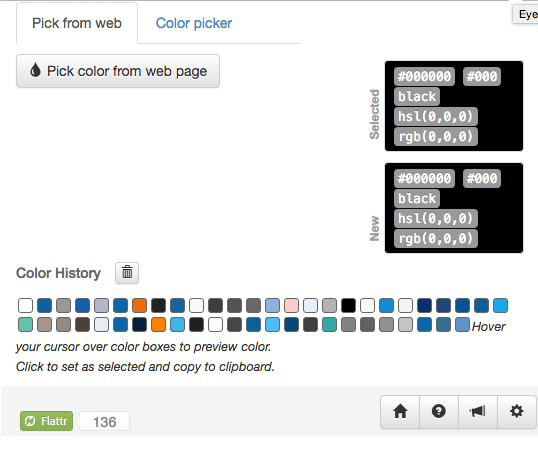 Eye
Pick from web
Color picker
Pick color from web page
Selected
#000000 #000
black
hsl(0,0,0)
rgb(0,0,0)
New
#000000 #000
black
hsl(0,0,0)
rgb(0,0,0)
Color History
Hover
your cursor over color boxes to preview color.
Click to set as selected and copy to clipboard.
Flattr
136